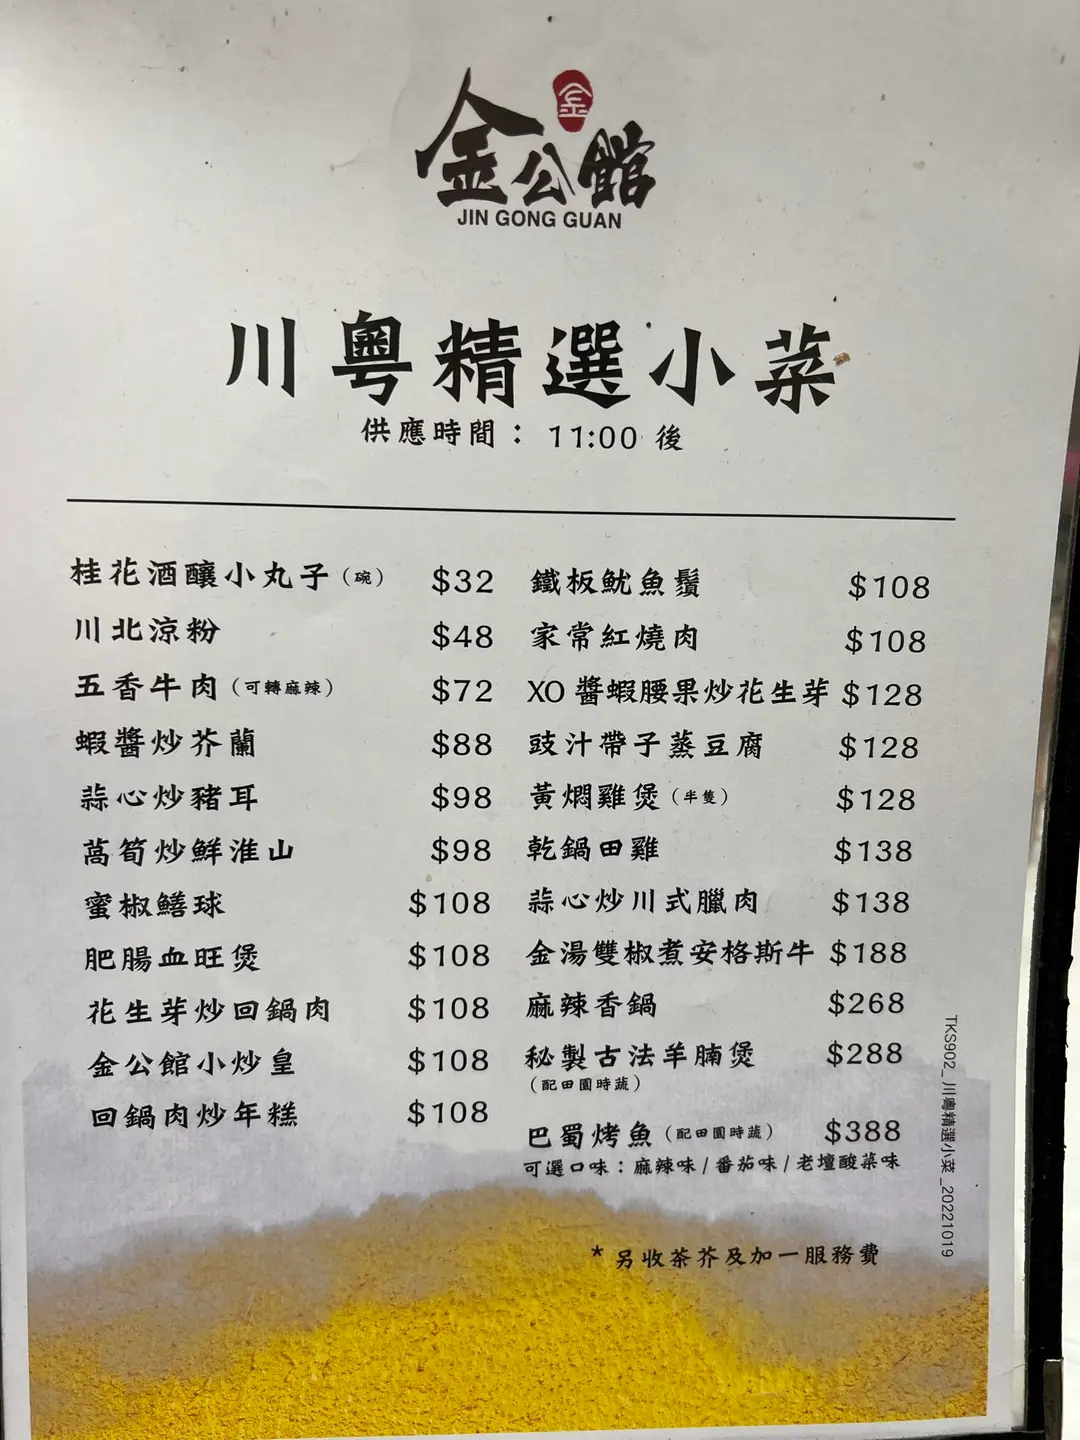 金
金公館
JIN GONG GUAN
川粵精選小菜
供應時間： 11:00 後
桂花酒釀小丸子（碗） $32
川北涼粉 $48
五香牛肉（可轉麻辣） $72
蝦醬炒芥蘭 $88
蒜心炒豬耳 $98
萵筍炒鮮淮山 $98
蜜椒鱔球 $108
肥腸血旺煲 $108
花生芽炒回鍋肉 $108
金公館小炒皇 $108
回鍋肉炒年糕 $108
鐵板魷魚鬚 $108
家常紅燒肉 $108
XO 醬蝦腰果炒花生芽 $128
豉汁帶子蒸豆腐 $128
黃燜雞煲（半隻） $128
乾鍋田雞 $138
蒜心炒川式臘肉 $138
金湯雙椒煮安格斯牛 $188
麻辣香鍋 $268
秘製古法羊腩煲 $288
（配田園時蔬）
巴蜀烤魚（配田園時蔬） $388
可選口味：麻辣味/番茄味/老壇酸菜味
* 另收茶芥及加一服務費
TKS902_川粵精選小菜_20221019